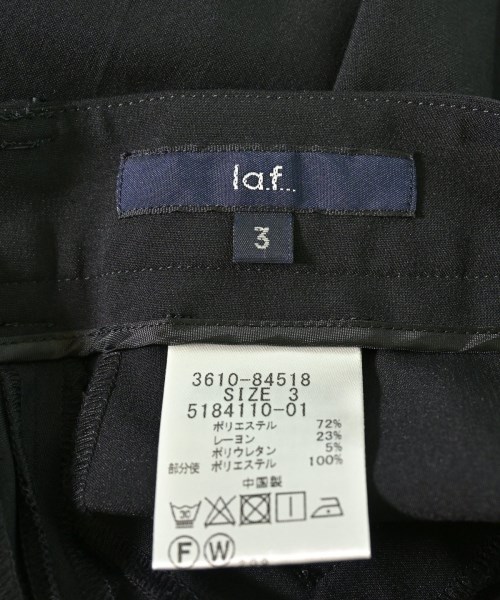 la.f...
3
3610-84518
SIZE 3
5184110-01
ポリエステル 72%
レーヨン 23%
ポリウレタン 5%
部分使 ポリエステル 100%
中国製
F W